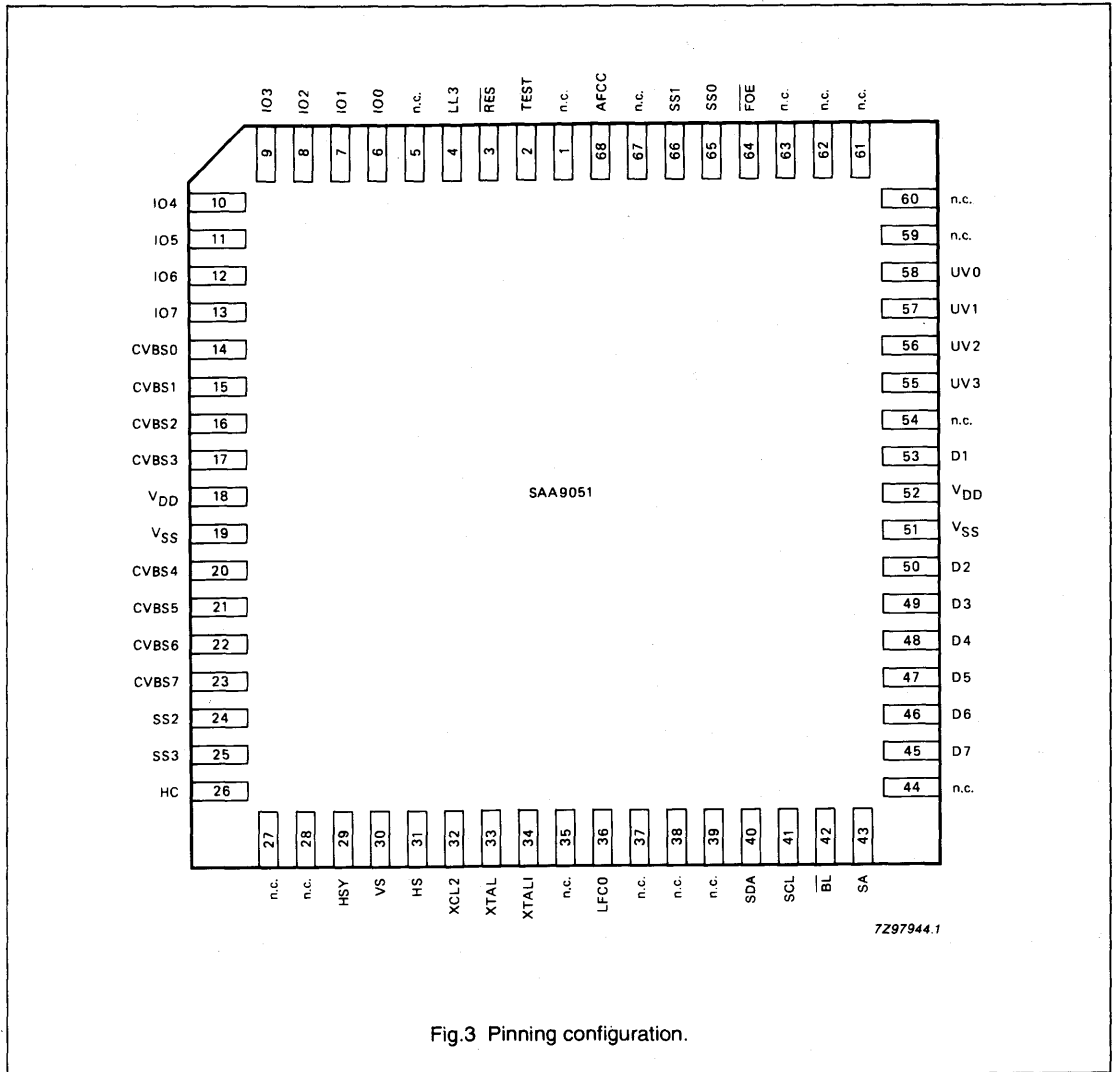 IO3 IO2 IO1 IO0 n.c. LL3 RES TEST n.c. AFCC n.c. SS1 SS0 FOE n.c. n.c. n.c.
9 8 7 6 5 4 3 2 1 68 67 66 65 64 63 62 61
IO4 10
IO5 11
IO6 12
IO7 13
CVBS0 14
CVBS1 15
CVBS2 16
CVBS3 17
VDD 18
VSS 19
CVBS4 20
CVBS5 21
CVBS6 22
CVBS7 23
SS2 24
SS3 25
HC 26
SAA9051
60 n.c.
59 n.c.
58 UV0
57 UV1
56 UV2
55 UV3
54 n.c.
53 D1
52 VDD
51 VSS
50 D2
49 D3
48 D4
47 D5
46 D6
45 D7
44 n.c.
27 28 29 30 31 32 33 34 35 36 37 38 39 40 41 42 43
n.c. n.c. HSY VS HS XCL2 XTAL XTALI n.c. LFC0 n.c. n.c. n.c. SDA SCL BL SA
7Z97944.1
Fig.3 Pinning configuration.